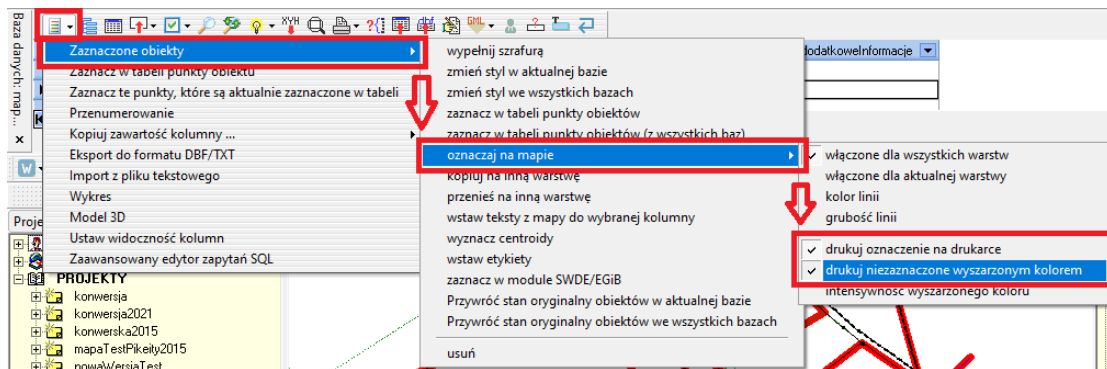 Baza danych: map...
XYH
GML
Zaznaczone obiekty
Zaznacz w tabeli punkty obiektu
Zaznacz te punkty, które są aktualnie zaznaczone w tabeli
Przenumerowanie
Kopiuj zawartość kolumny ...
Eksport do formatu DBF/TXT
Import z pliku tekstowego
Wykres
Model 3D
Ustaw widoczność kolumn
Zaawansowany edytor zapytań SQL
wypełnij szrafurą
zmień styl w aktualnej bazie
zmień styl we wszystkich bazach
zaznacz w tabeli punkty obiektów
zaznacz w tabeli punkty obiektów (z wszystkich baz)
oznaczaj na mapie
kopiuj na inną warstwę
przenieś na inną warstwę
wstaw teksty z mapy do wybranej kolumny
wyznacz centroidy
wstaw etykiety
zaznacz w module SWDE/EGiB
Przywróć stan oryginalny obiektów w aktualnej bazie
Przywróć stan oryginalny obiektów we wszystkich bazach
usuń
dodatkoweInformacje
włączone dla wszystkich warstw
włączone dla aktualnej warstwy
kolor linii
grubość linii
drukuj oznaczenie na drukarce
drukuj niezaznaczone wyszarzonym kolorem
intensywność wyszarzonego koloru
W
Proje
PROJEKTY
konwersja
konwersja2021
konwerska2015
mapaTestPikeity2015
nowaWersjaTest